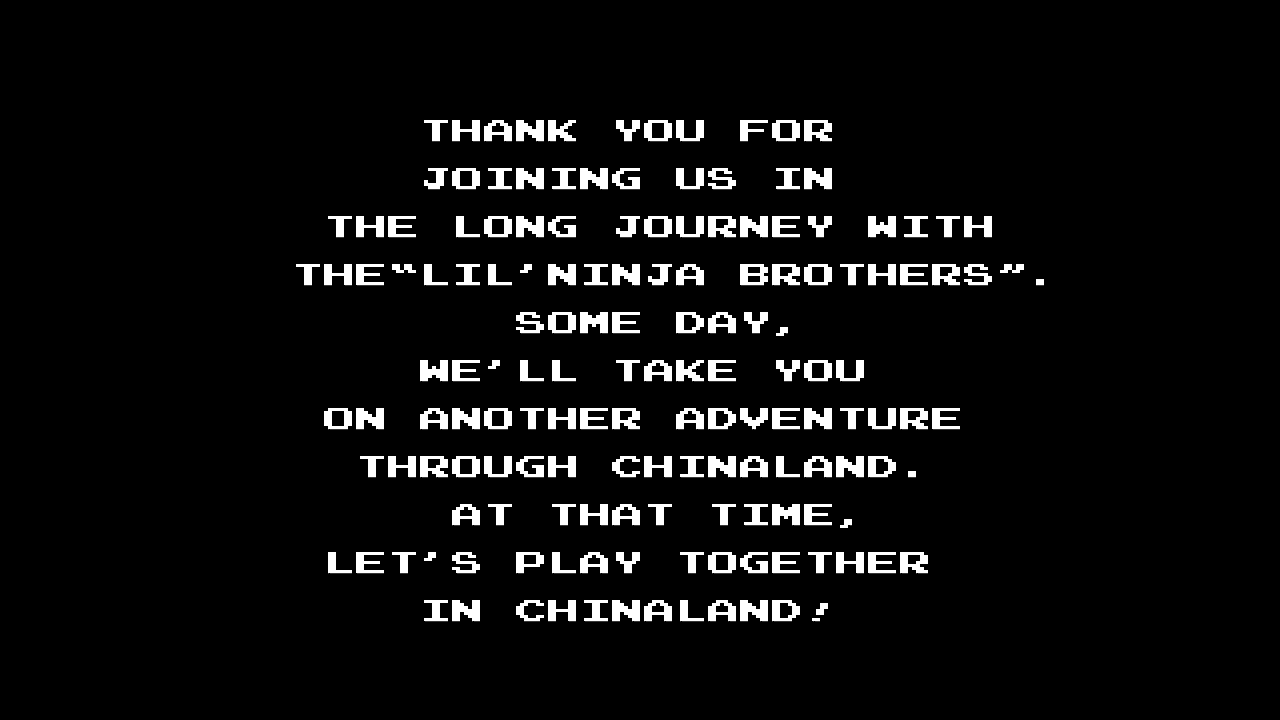 THANK YOU FOR
JOINING US IN
THE LONG JOURNEY WITH
THE“LIL’NINJA BROTHERS”.
SOME DAY,
WE’LL TAKE YOU
ON ANOTHER ADVENTURE
THROUGH CHINALAND.
AT THAT TIME,
LET’S PLAY TOGETHER
IN CHINALAND!